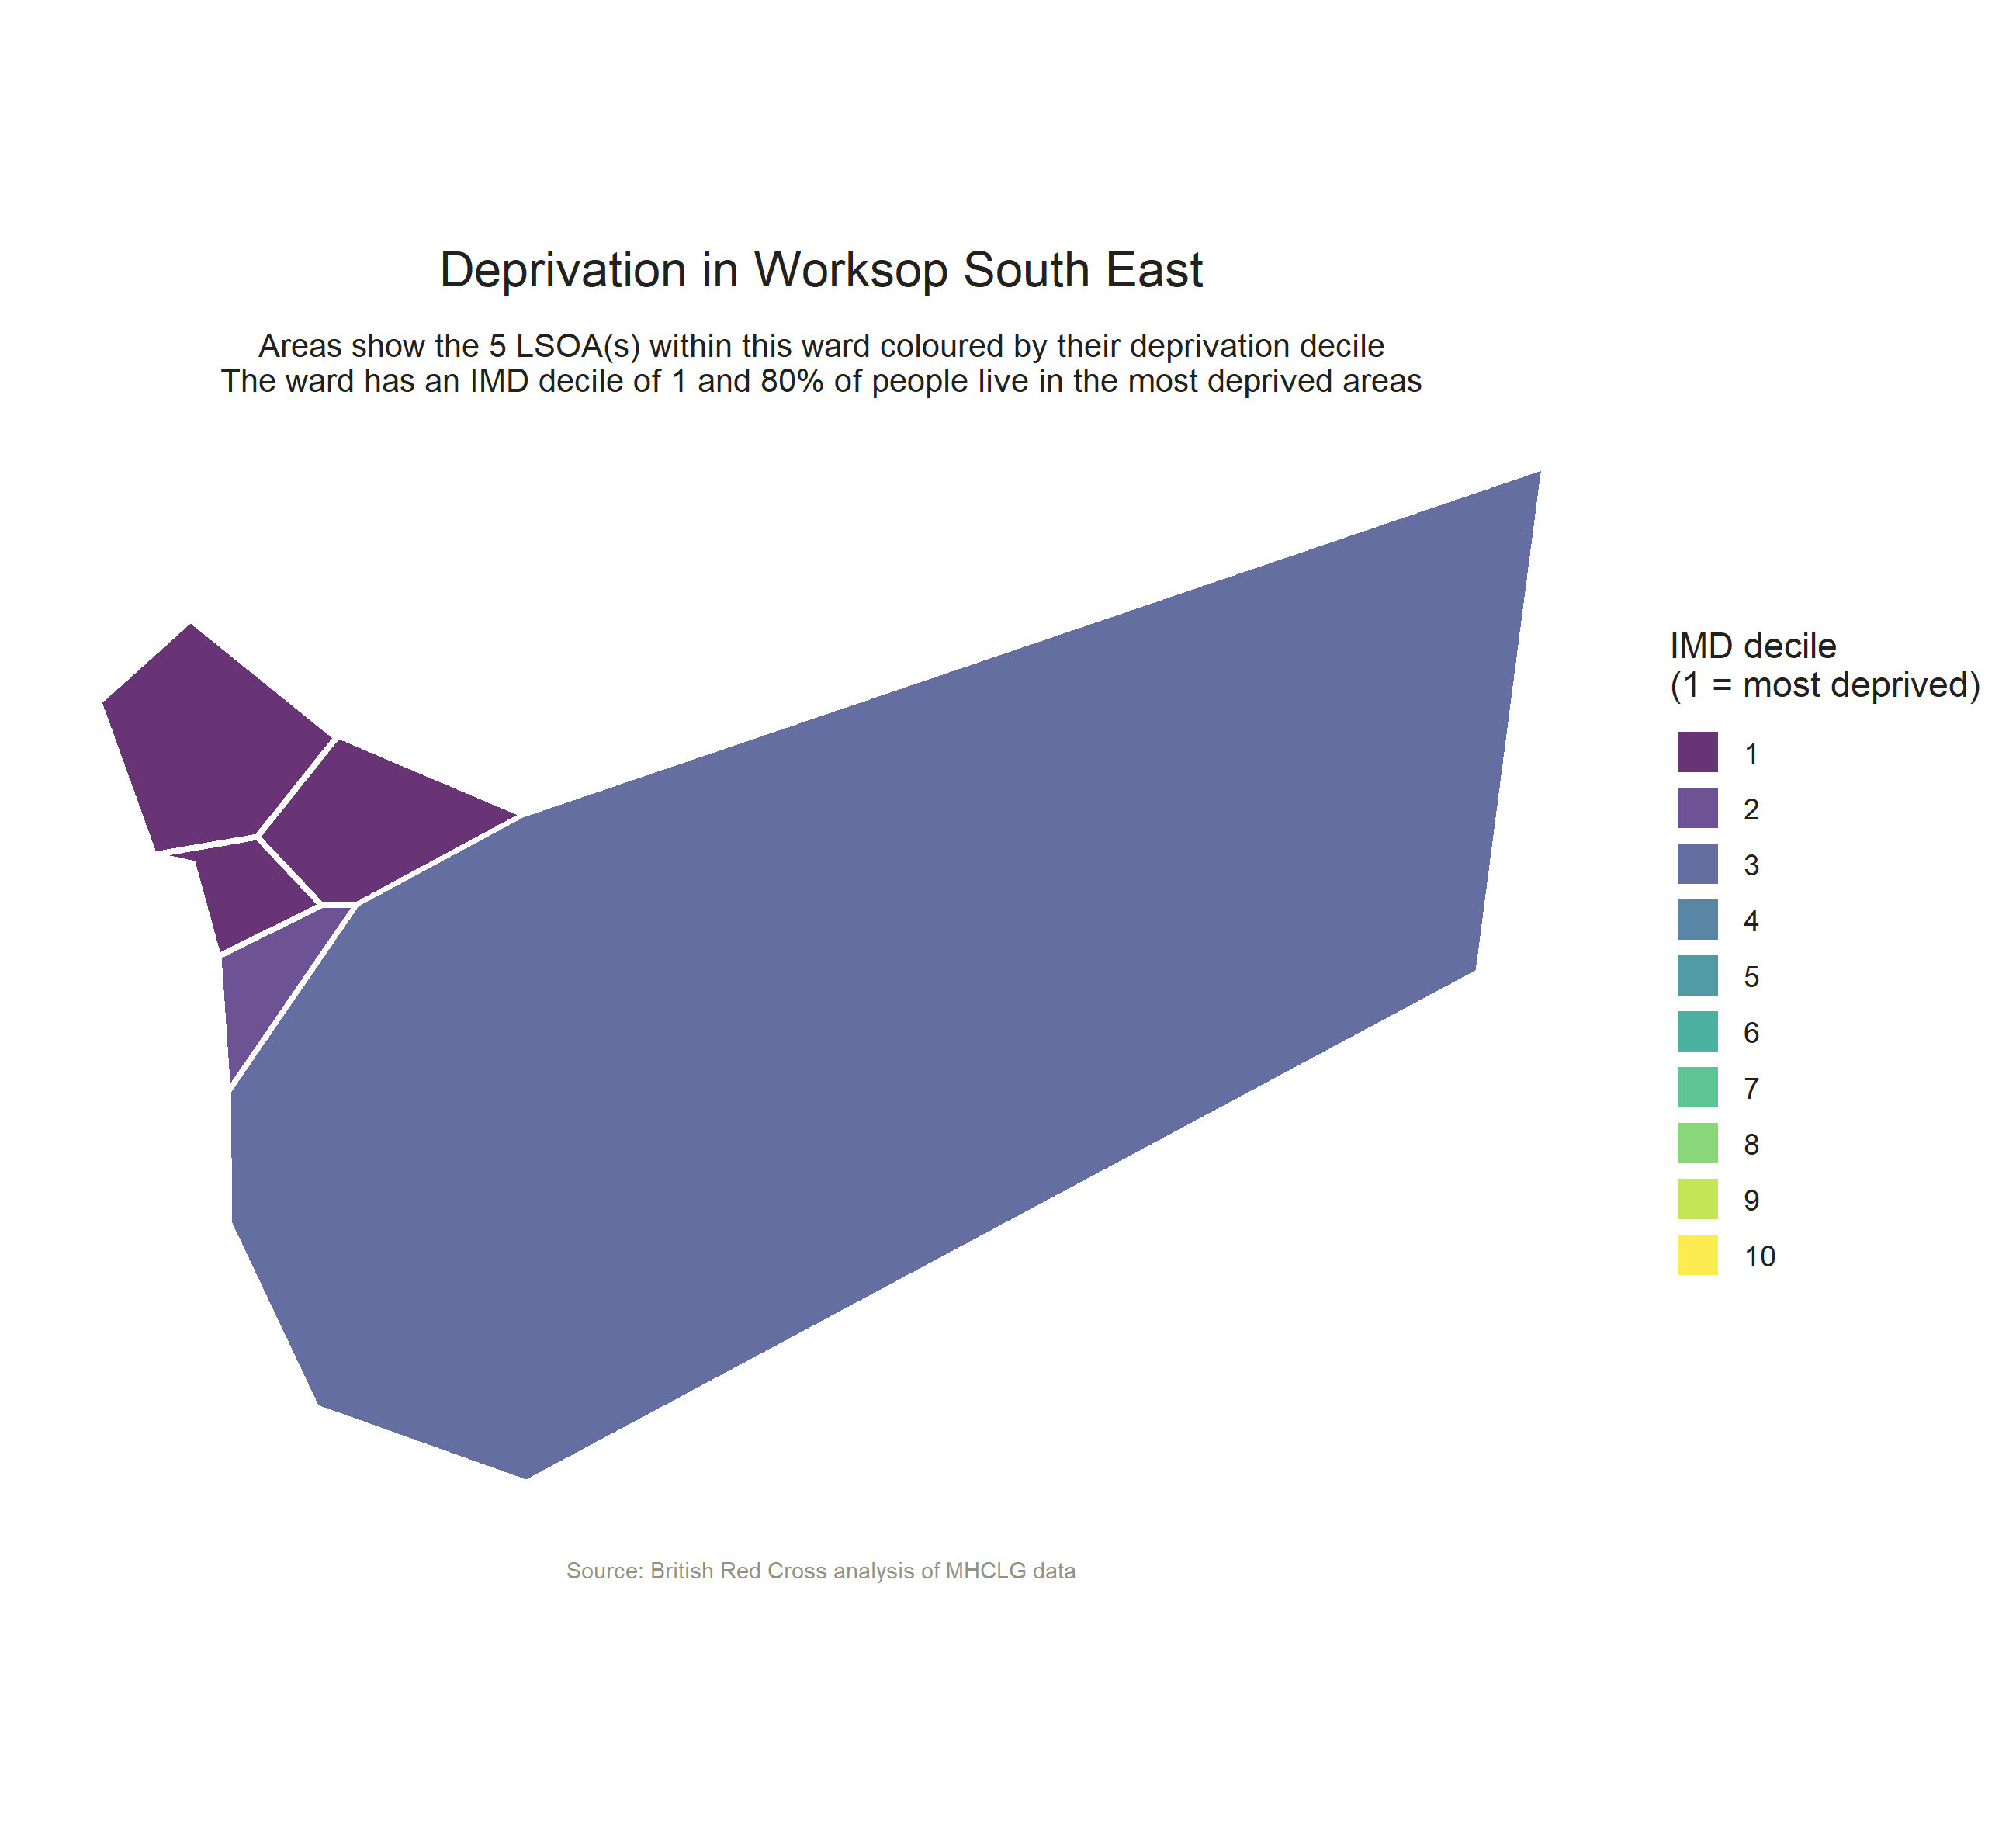 Deprivation in Worksop South East
Areas show the 5 LSOA(s) within this ward coloured by their deprivation decile
The ward has an IMD decile of 1 and 80% of people live in the most deprived areas
IMD decile
(1 = most deprived)
1
2
3
4
5
6
7
8
9
10
Source: British Red Cross analysis of MHCLG data